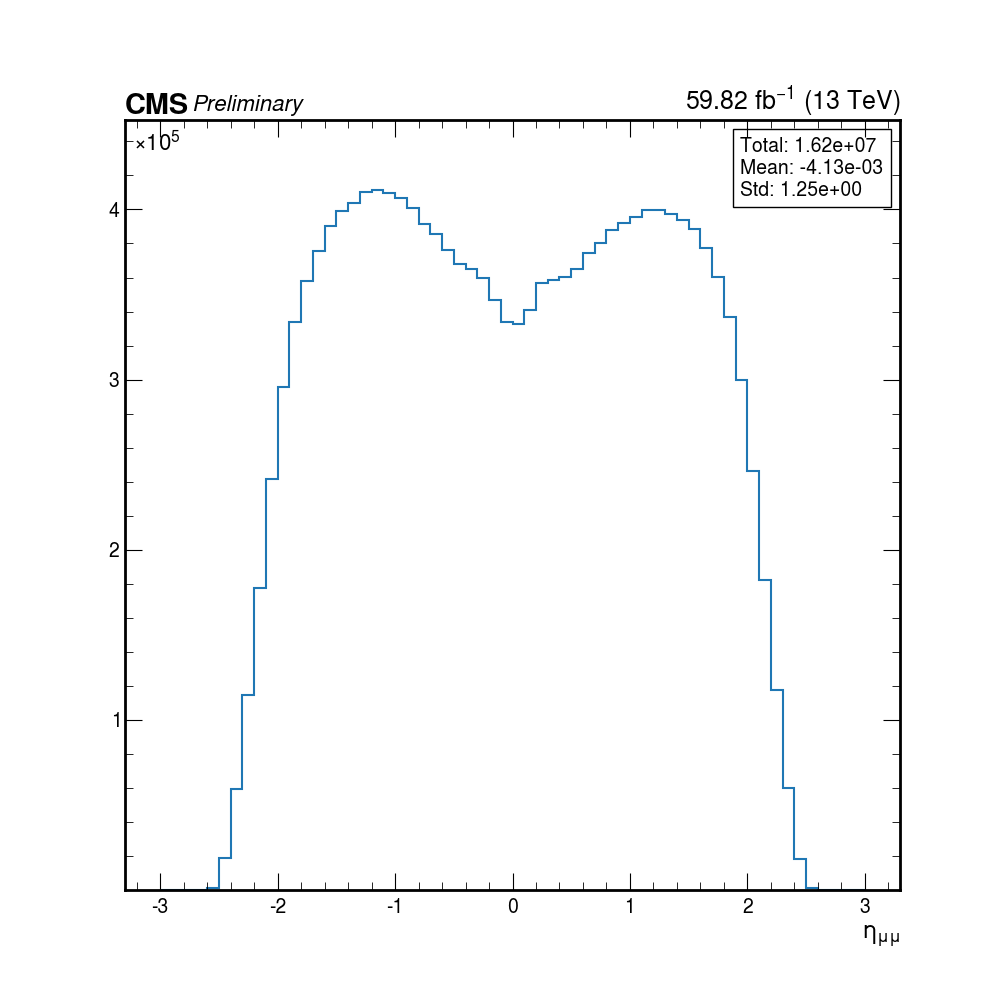 CMS Preliminary 59.82 fb⁻¹ (13 TeV)
×10⁵
Total: 1.62e+07
Mean: -4.13e-03
Std: 1.25e+00
4
3
2
1
-3 -2 -1 0 1 2 3
η_μμ